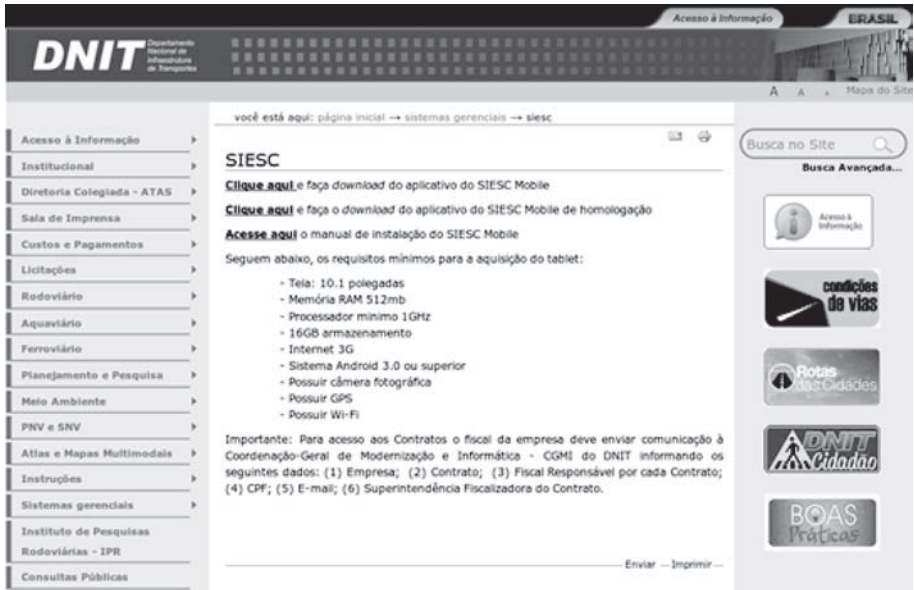 Acesso à Informação
BRASIL
DNIT
Departamento
Nacional de
Infraestrutura
de Transportes
A A A Mapa do Site
você está aqui: página inicial → sistemas gerenciais → siesc
Acesso à Informação
Institucional
Diretoria Colegiada - ATAS
Sala de Imprensa
Custos e Pagamentos
Licitações
Rodoviário
Aquaviário
Ferroviário
Planejamento e Pesquisa
Meio Ambiente
PNV e SNV
Atlas e Mapas Multimodais
Instruções
Sistemas gerenciais
Instituto de Pesquisas
Rodoviárias - IPR
Consultas Públicas
SIESC
Clique aqui e faça download do aplicativo do SIESC Mobile
Clique aqui e faça o download do aplicativo do SIESC Mobile de homologação
Acesse aqui o manual de instalação do SIESC Mobile
Seguem abaixo, os requisitos mínimos para a aquisição do tablet:
- Tela: 10.1 polegadas
- Memória RAM 512mb
- Processador minimo 1GHz
- 16GB armazenamento
- Internet 3G
- Sistema Android 3.0 ou superior
- Possuir câmera fotográfica
- Possuir GPS
- Possuir Wi-Fi
Importante: Para acesso aos Contratos o fiscal da empresa deve enviar comunicação à
Coordenação-Geral de Modernização e Informática - CGMI do DNIT informando os
seguintes dados: (1) Empresa; (2) Contrato; (3) Fiscal Responsável por cada Contrato;
(4) CPF; (5) E-mail; (6) Superintendência Fiscalizadora do Contrato.
Enviar
Imprimir
Busca no Site
Busca Avançada...
Acesso à
Informação
condições
de vias
Rotas
das Cidades
DNIT
Cidadão
BOAS
Práticas